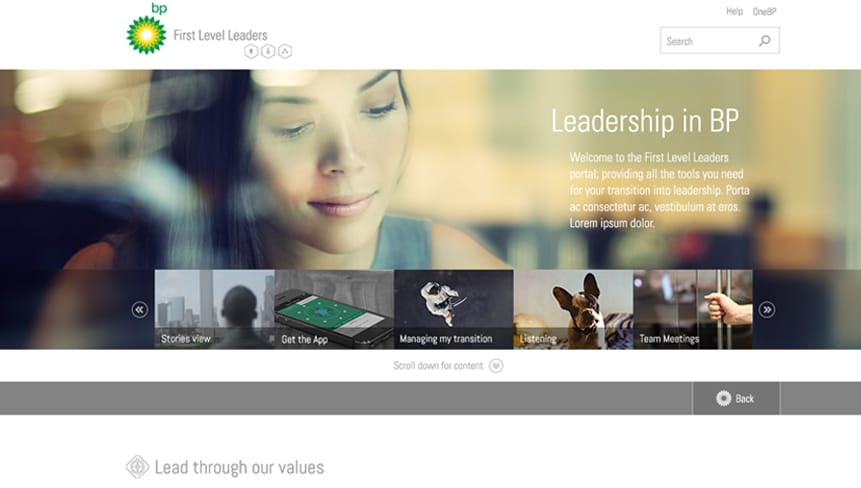 bp
First Level Leaders
Help OneBP
Search
Leadership in BP
Welcome to the First Level Leaders
portal; providing all the tools you need
for your transition into leadership. Porta
ac consectetur ac, vestibulum at eros.
Lorem ipsum dolor.
Stories view
Get the App
Managing my transition
Listening
Team Meetings
Scroll down for content
Back
Lead through our values